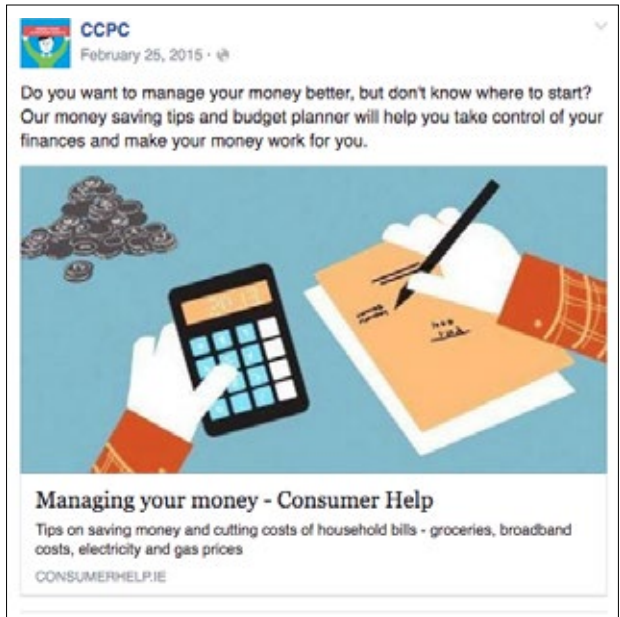 CCPC
February 25, 2015 ·
Do you want to manage your money better, but don't know where to start?
Our money saving tips and budget planner will help you take control of your
finances and make your money work for you.
Managing your money - Consumer Help
Tips on saving money and cutting costs of household bills - groceries, broadband
costs, electricity and gas prices
CONSUMERHELP.IE